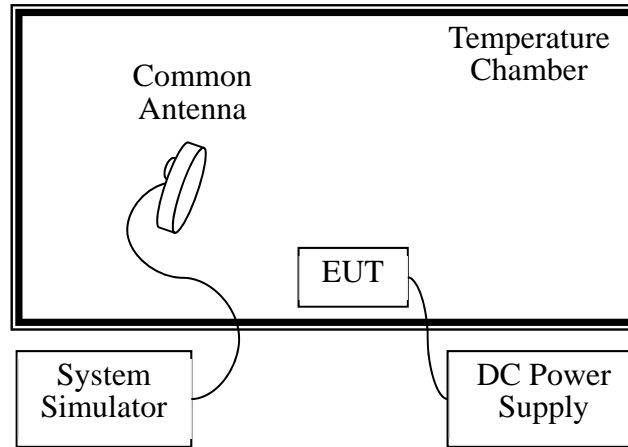 Temperature
Chamber
Common
Antenna
EUT
System
Simulator
DC Power
Supply